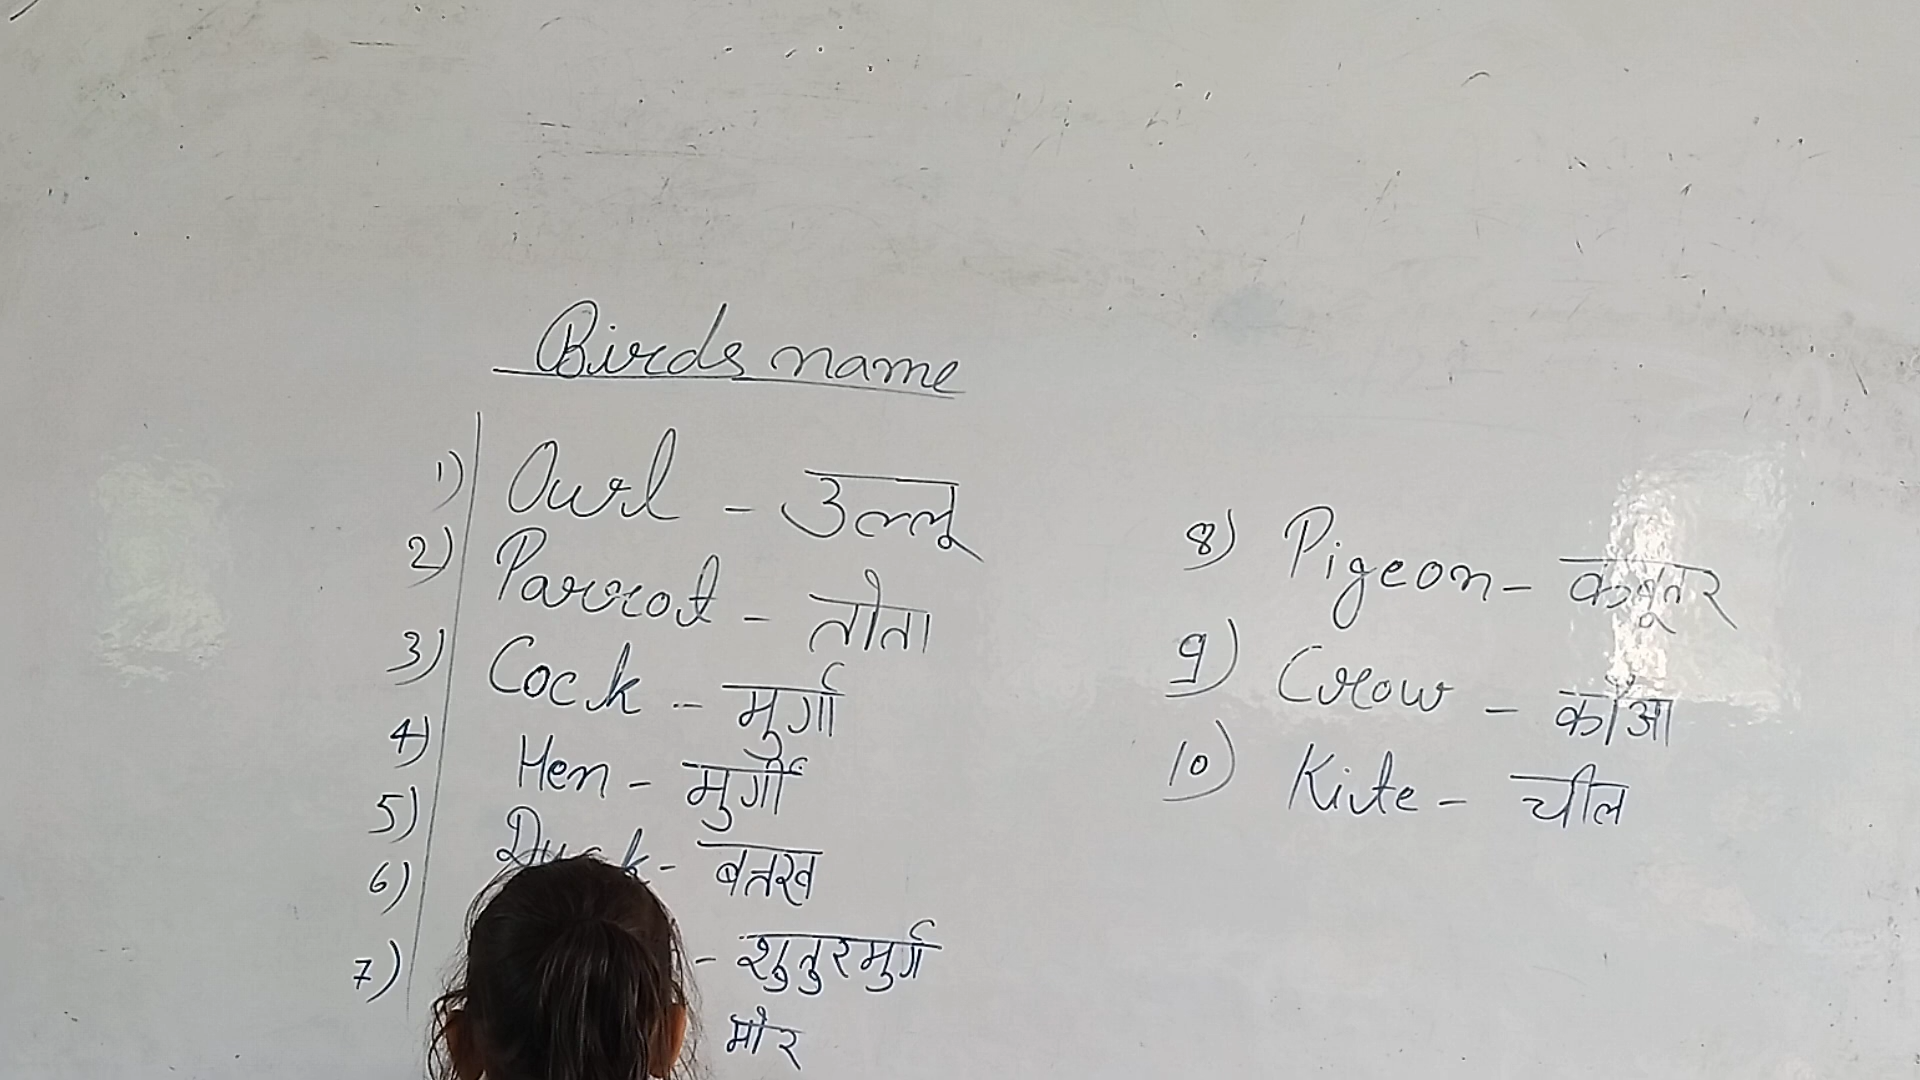 Birds name
1) Owrl - उल्लू
2) Parrot - तोता
3) Cock - मुर्गा
4) Hen - मुर्गी
5) - बतख
6) - शुतुरमुर्ग
7) मोर
8) Pigeon - कबूतर
9) Crow - कौआ
10) Kite - चील